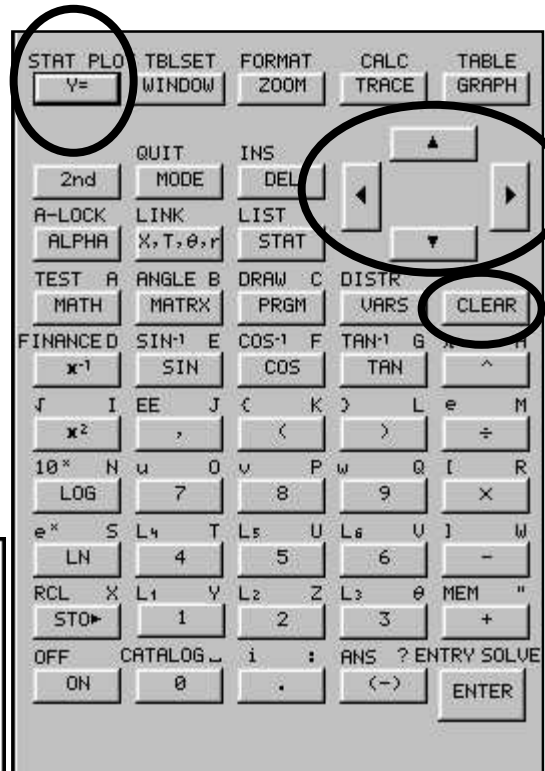 STAT PLO TBLSET FORMAT CALC TABLE
Y= WINDOW ZOOM TRACE GRAPH
QUIT INS
2nd MODE DEL
A-LOCK LINK LIST
ALPHA X,T,θ,r STAT
TEST A ANGLE B DRAW C DISTR
MATH MATRX PRGM VARS CLEAR
FINANCE D SIN-1 E COS-1 F TAN-1 G H
x-1 SIN COS TAN ^
√ I EE J { K } L e M
x² , ( ) ÷
10ˣ N u O v P w Q [ R
LOG 7 8 9 ×
eˣ S L4 T L5 U L6 V ] W
LN 4 5 6 −
RCL X L1 Y L2 Z L3 θ MEM "
STO► 1 2 3 +
OFF CATALOG ⎵ i : ANS ? ENTRY SOLVE
ON 0 . (-) ENTER